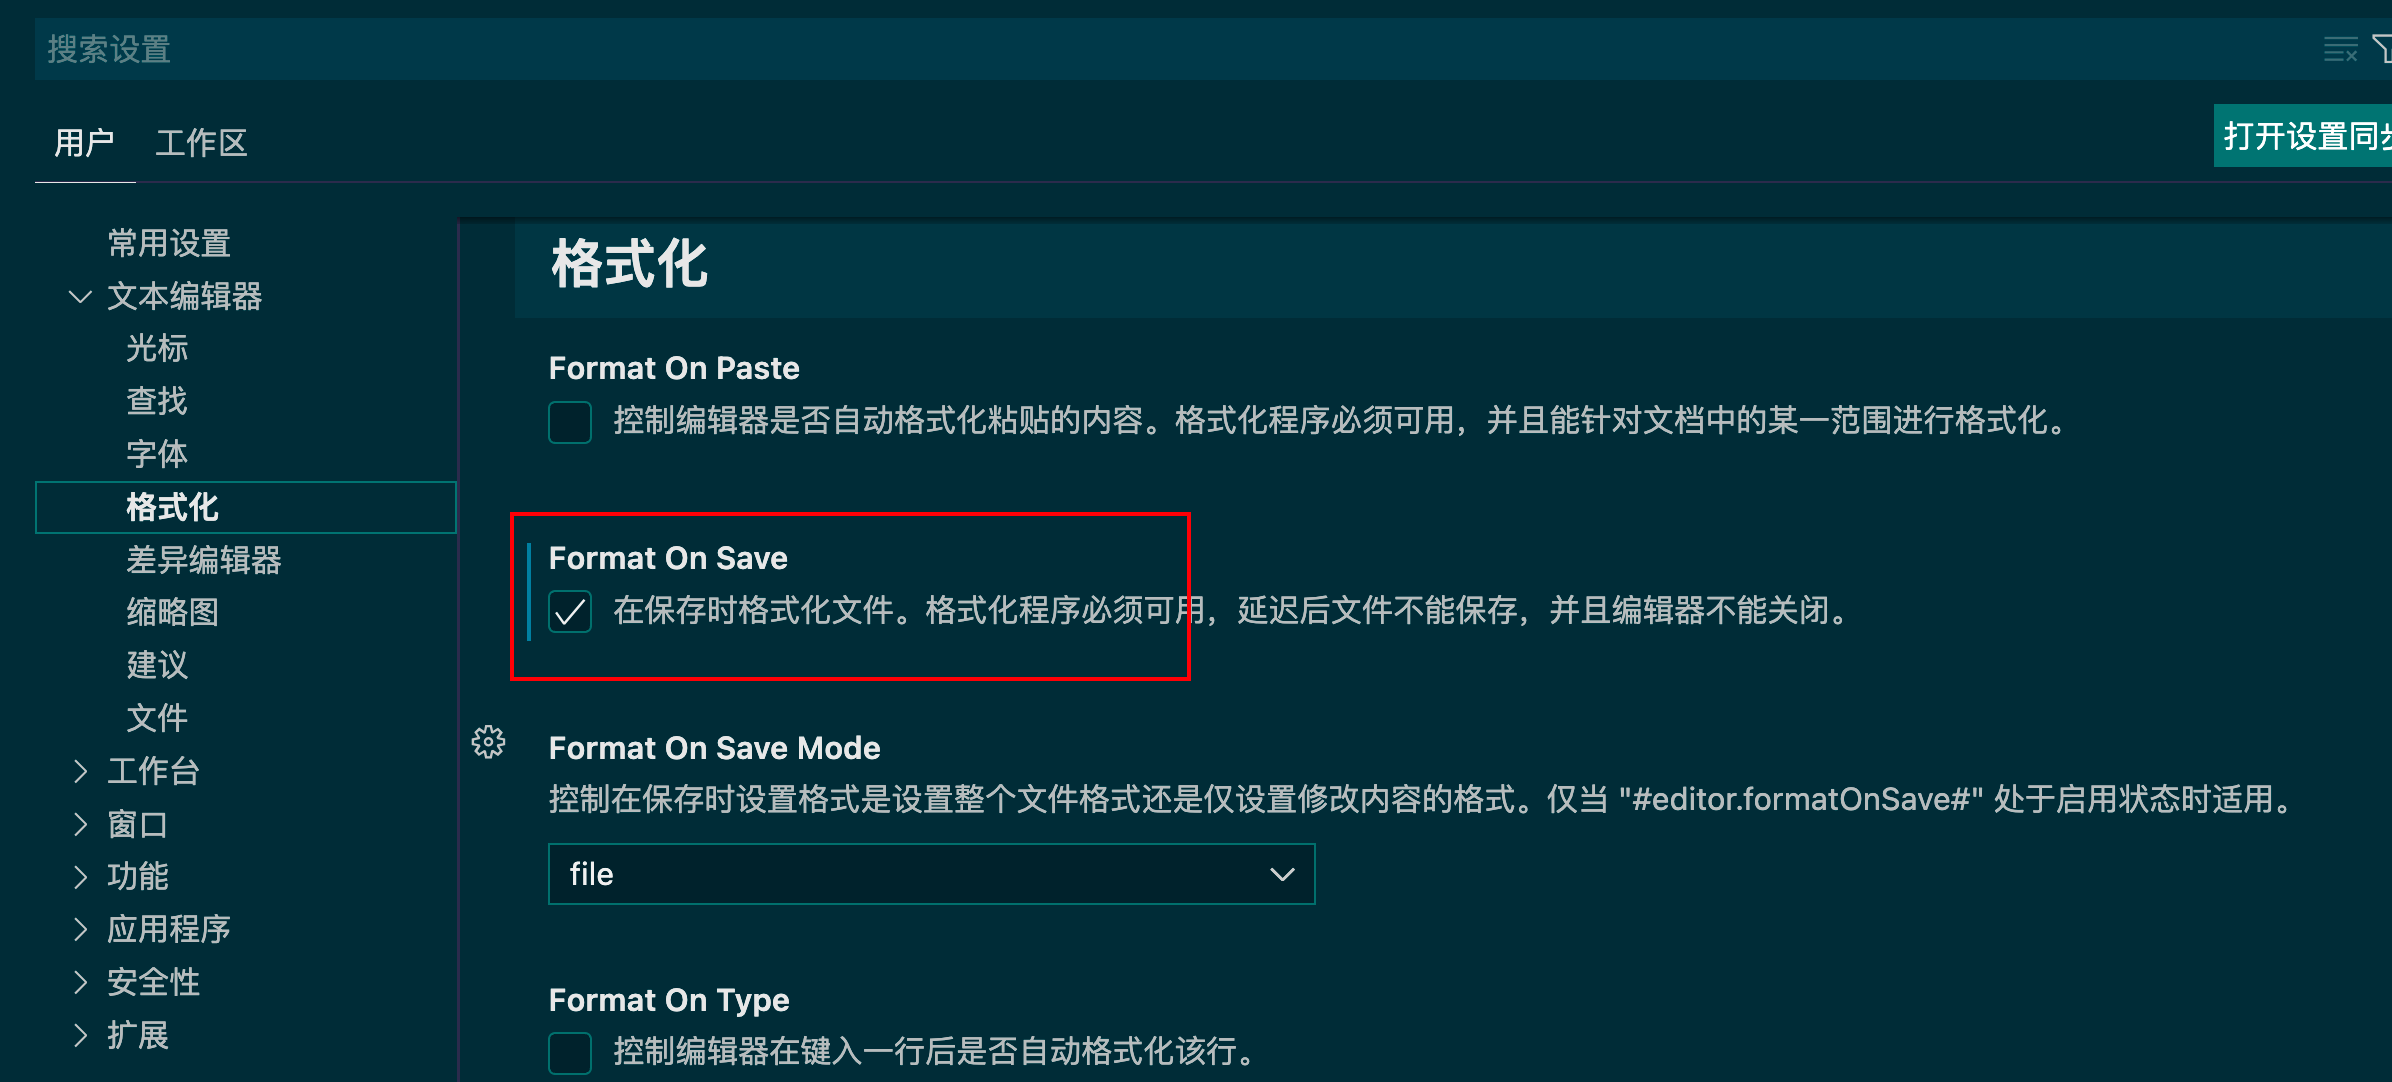 搜索设置
用户
工作区
打开设置同步
常用设置
文本编辑器
光标
查找
字体
格式化
差异编辑器
缩略图
建议
文件
工作台
窗口
功能
应用程序
安全性
扩展
格式化
Format On Paste
控制编辑器是否自动格式化粘贴的内容。格式化程序必须可用，并且能针对文档中的某一范围进行格式化。
Format On Save
在保存时格式化文件。格式化程序必须可用，延迟后文件不能保存，并且编辑器不能关闭。
Format On Save Mode
控制在保存时设置格式是设置整个文件格式还是仅设置修改内容的格式。仅当 "#editor.formatOnSave#" 处于启用状态时适用。
file
Format On Type
控制编辑器在键入一行后是否自动格式化该行。